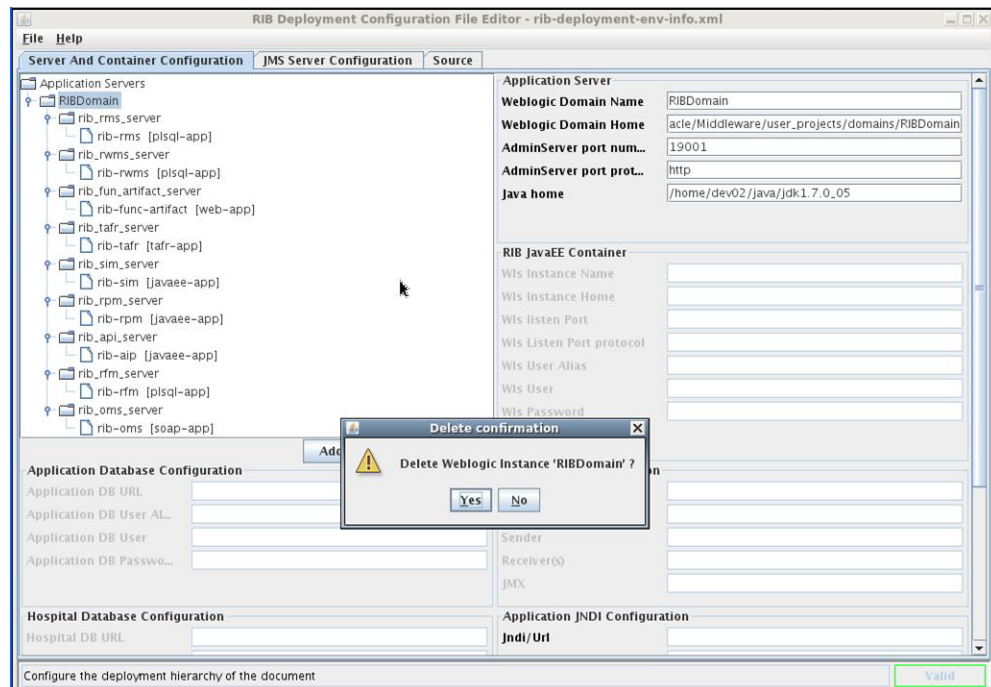 RIB Deployment Configuration File Editor - rib-deployment-env-info.xml
File Help
Server And Container Configuration JMS Server Configuration Source
Application Servers
RIBDomain
rib_rms_server
rib-rms [plsql-app]
rib_rwms_server
rib-rwms [plsql-app]
rib_fun_artifact_server
rib-func-artifact [web-app]
rib_tafr_server
rib-tafr [tafr-app]
rib_sim_server
rib-sim [javaee-app]
rib_rpm_server
rib-rpm [javaee-app]
rib_api_server
rib-aip [javaee-app]
rib_rfm_server
rib-rfm [plsql-app]
rib_oms_server
rib-oms [soap-app]
Application Server
Weblogic Domain Name RIBDomain
Weblogic Domain Home acle/Middleware/user_projects/domains/RIBDomain
AdminServer port num... 19001
AdminServer port prot... http
Java home /home/dev02/java/jdk1.7.0_05
RIB JavaEE Container
Wls Instance Name
Wls Instance Home
Wls listen Port
Wls Listen Port protocol
Wls User Alias
Wls User
Wls Password
Add
Delete confirmation
Delete Weblogic Instance 'RIBDomain' ?
Yes No
Application Database Configuration
Application DB URL
Application DB User Al...
Application DB User
Application DB Passwo...
Sender
Receiver(s)
JMX
Hospital Database Configuration
Hospital DB URL
Application JNDI Configuration
Jndi/Url
Configure the deployment hierarchy of the document
Valid